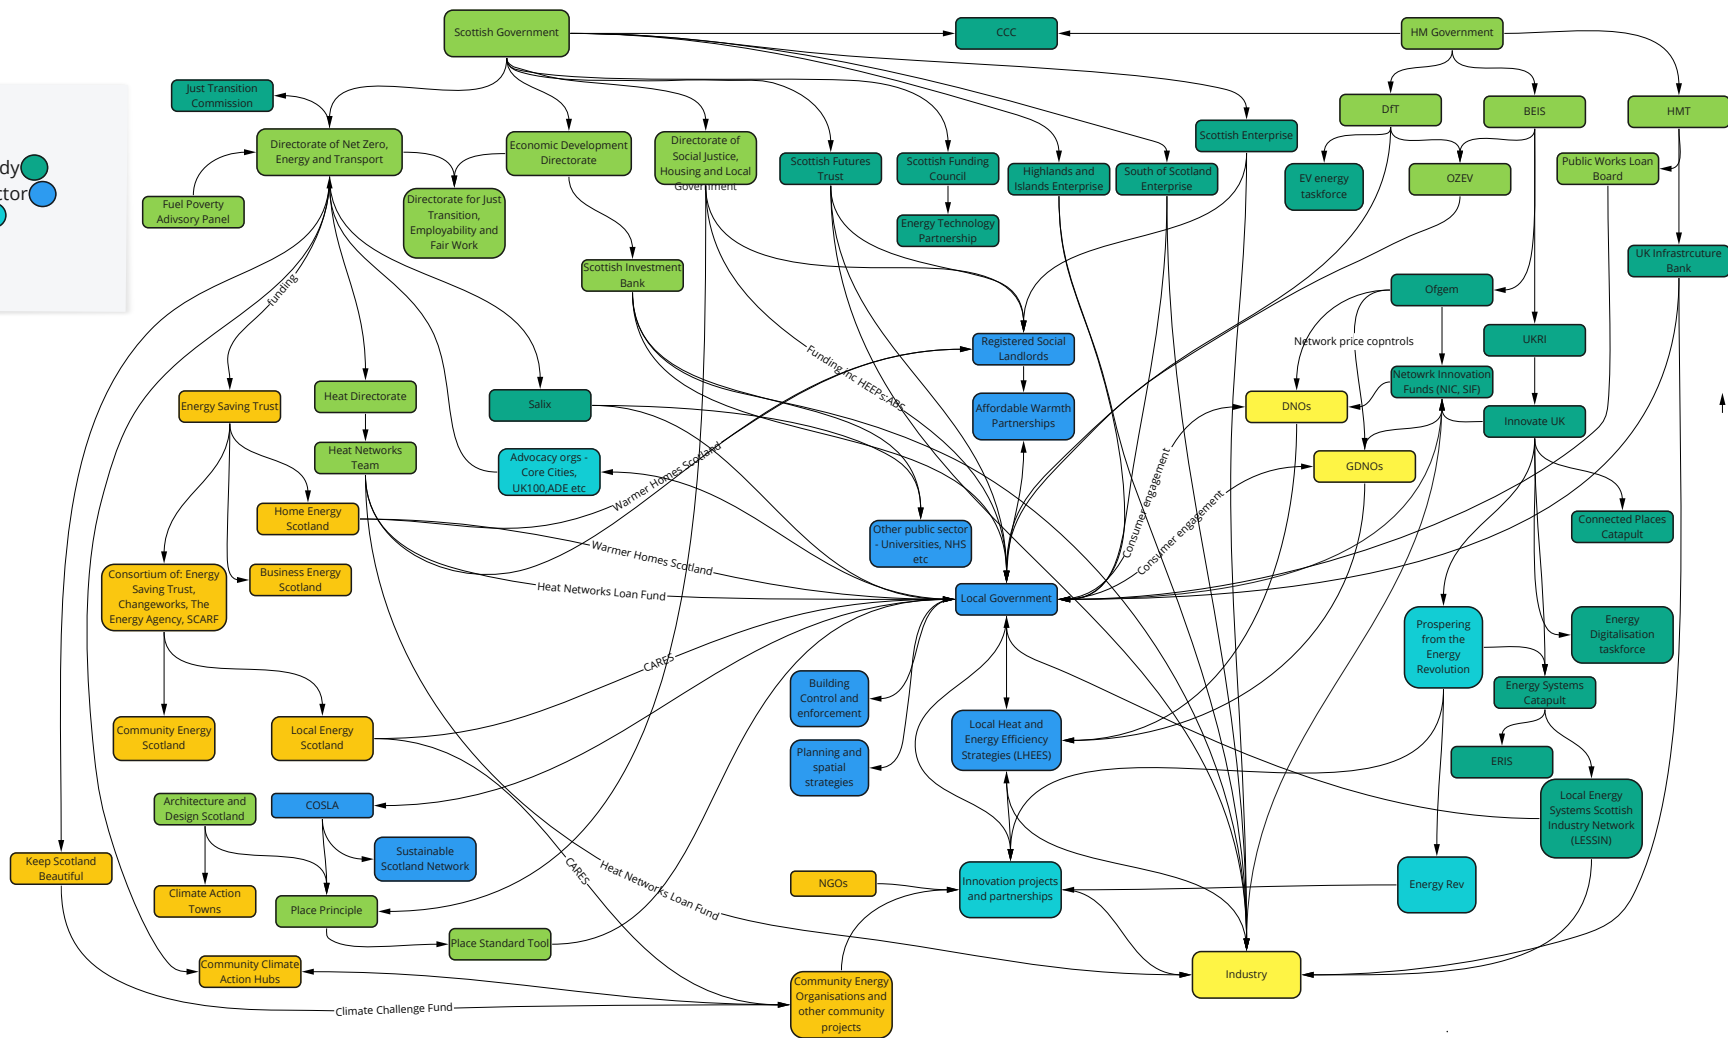 Scottish Government
CCC
HM Government
Just Transition
Commission
DfT
BEIS
HMT
Directorate of Net Zero,
Energy and Transport
Economic Development
Directorate
Directorate of
Social Justice,
Housing and Local
Government
Scottish Futures
Trust
Scottish Funding
Council
Highlands and
Islands Enterprise
South of Scotland
Enterprise
Scottish Enterprise
EV energy
taskforce
OZEV
Public Works Loan
Board
dy
ctor
Fuel Poverty
Adivsory Panel
Directorate for Just
Transition,
Employability and
Fair Work
Energy Technology
Partnership
Scottish Investment
Bank
UK Infrastrcuture
Bank
funding
Ofgem
UKRI
Network price copntrols
Registered Social
Landlords
Funding inc HEEPs:ABS
Netowrk Innovation
Funds (NIC, SIF)
Energy Saving Trust
Heat Directorate
Salix
Affordable Warmth
Partnerships
DNOs
Innovate UK
Heat Networks
Team
Advocacy orgs -
Core Cities,
UK100,ADE etc
Warmer Homes Scotland
GDNOs
Consumer engagement
Consumer engagement
Home Energy
Scotland
Other public sector
- Universities, NHS
etc
Connected Places
Catapult
Warmer Homes Scotland
Heat Networks Loan Fund
Consortium of: Energy
Saving Trust,
Changeworks, The
Energy Agency, SCARF
Business Energy
Scotland
Local Government
Prospering
from the
Energy
Revolution
Energy
Digitalisation
taskforce
CARES
Building
Control and
enforcement
Energy Systems
Catapult
Community Energy
Scotland
Local Energy
Scotland
Local Heat and
Energy Efficiency
Strategies (LHEES)
Planning and
spatial
strategies
ERIS
Architecture and
Design Scotland
COSLA
Local Energy
Systems Scottish
Industry Network
(LESSIN)
Keep Scotland
Beautiful
Sustainable
Scotland Network
CARES
Heat Networks Loan Fund
NGOs
Innovation projects
and partnerships
Energy Rev
Climate Action
Towns
Place Principle
Place Standard Tool
Community Climate
Action Hubs
Industry
Community Energy
Organisations and
other community
projects
Climate Challenge Fund